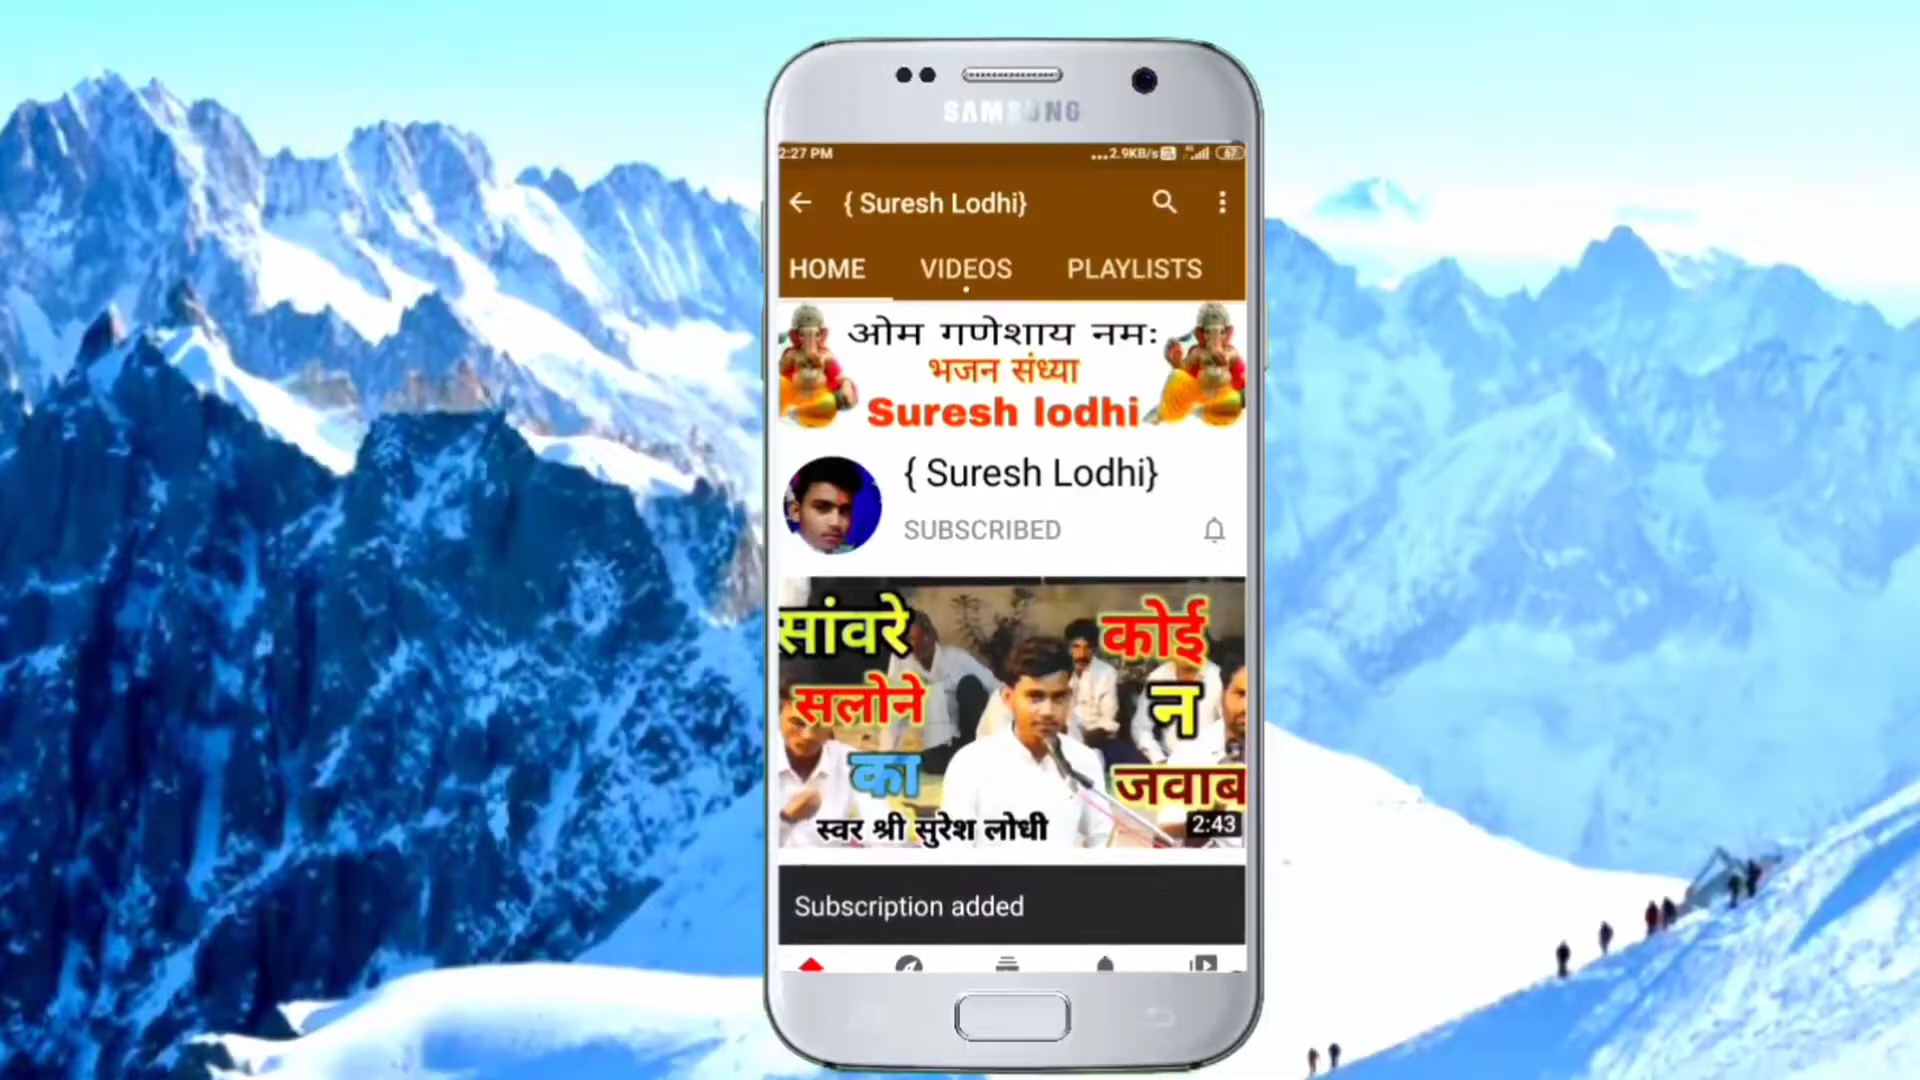 SAMSUNG
2:27 PM
...2.9KB/s
67
{ Suresh Lodhi}
HOME VIDEOS PLAYLISTS
ओम गणेशाय नमः
भजन संध्या
Suresh lodhi
{ Suresh Lodhi}
SUBSCRIBED
सांवरे
सलोने
का
कोई
न
जवाब
स्वर श्री सुरेश लोधी
2:43
Subscription added